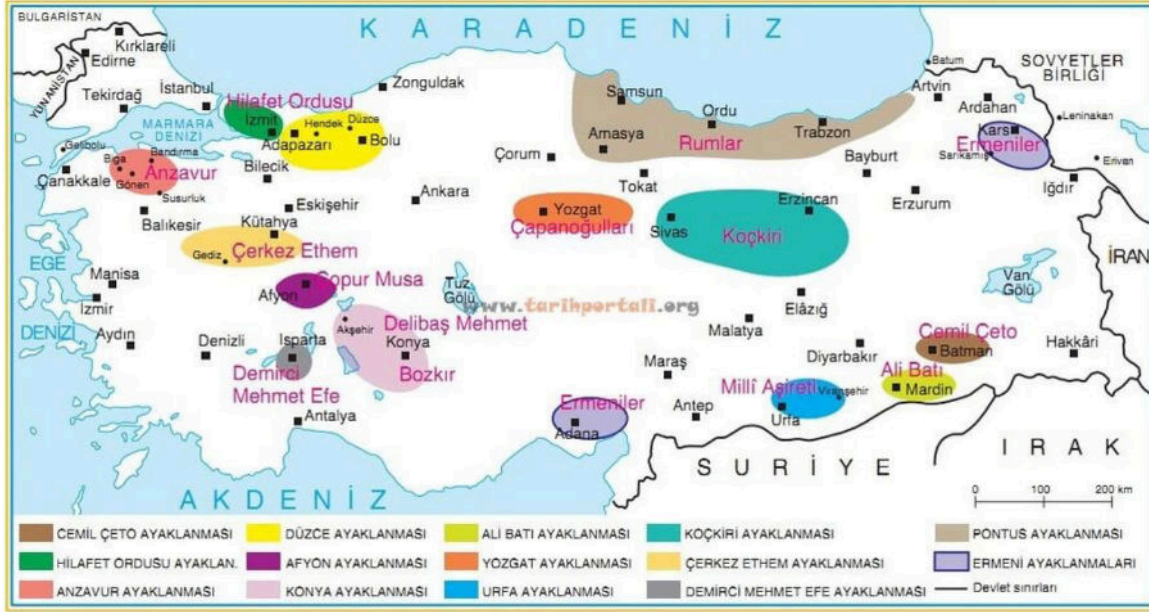 BULGARİSTAN
KARADENİZ
Kırklareli
Edirne
YUNANİSTAN
Batum
SOVYETLER
BİRLİĞİ
Zonguldak
Tekirdağ
İstanbul
Hilafet Ordusu
İzmit
Samsun
Ordu
Artvin
Ardahan
MARMARA
DENİZİ
Hendek
Düzce
Adapazarı
Bolu
Amasya
Rumlar
Trabzon
Kars
Leninakan
Ermeniler
Gelibolu
Bandırma
Biga
Gönen
Anzavur
Çanakkale
Bilecik
Çorum
Bayburt
Sarıkamış
Erivan
Susurluk
Ankara
Tokat
Erzurum
Iğdır
Balıkesir
Eskişehir
Kütahya
Yozgat
Çapanoğulları
Sivas
Erzincan
Koçkiri
Gediz
Çerkez Ethem
EGE
DENİZİ
Manisa
Afyon
Çopur Musa
Tuz
Gölü
Elâzığ
Van
Gölü
İRAN
İzmir
www.tarihportali.org
Aydın
Denizli
Isparta
Akşehir
Delibaş Mehmet
Konya
Bozkır
Malatya
Diyarbakır
Cemil Çeto
Batman
Hakkâri
Demirci
Mehmet Efe
Maraş
Millî Aşireti
Viranşehir
Ali Batı
Mardin
Antalya
Ermeniler
Adana
Antep
Urfa
SURİYE
IRAK
AKDENİZ
0 100 200 km
CEMİL ÇETO AYAKLANMASI
DÜZCE AYAKLANMASI
ALİ BATI AYAKLANMASI
KOÇKİRİ AYAKLANMASI
PONTUS AYAKLANMASI
HİLAFET ORDUSU AYAKLAN.
AFYON AYAKLANMASI
YOZGAT AYAKLANMASI
ÇERKEZ ETHEM AYAKLANMASI
ERMENİ AYAKLANMALARI
ANZAVUR AYAKLANMASI
KONYA AYAKLANMASI
URFA AYAKLANMASI
DEMİRCİ MEHMET EFE AYAKLANMASI
Devlet sınırları